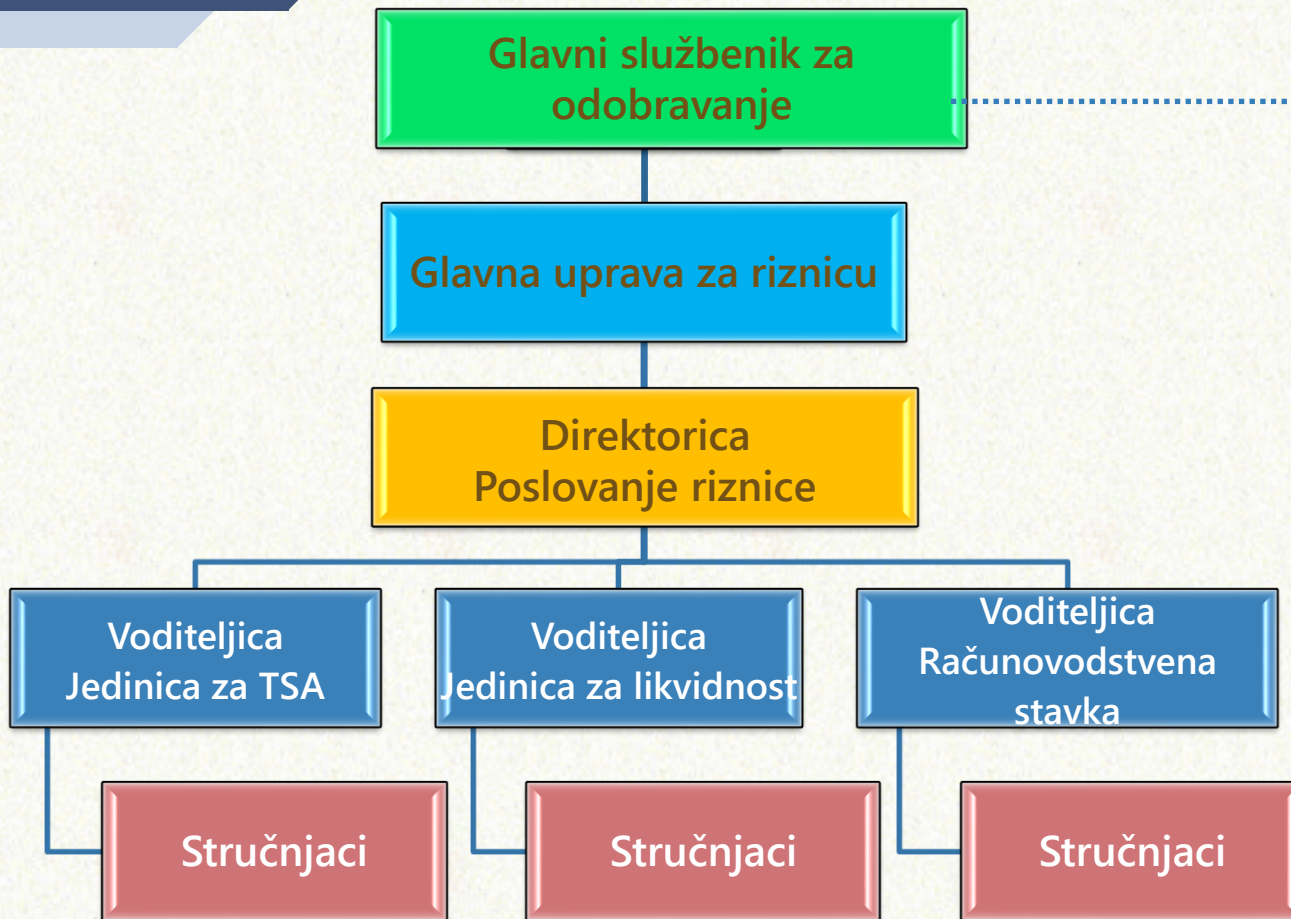 Glavni službenik za
odobravanje
Glavna uprava za riznicu
Direktorica
Poslovanje riznice
Voditeljica
Jedinica za TSA
Voditeljica
Jedinica za likvidnost
Voditeljica
Računovodstvena
stavka
Stručnjaci
Stručnjaci
Stručnjaci